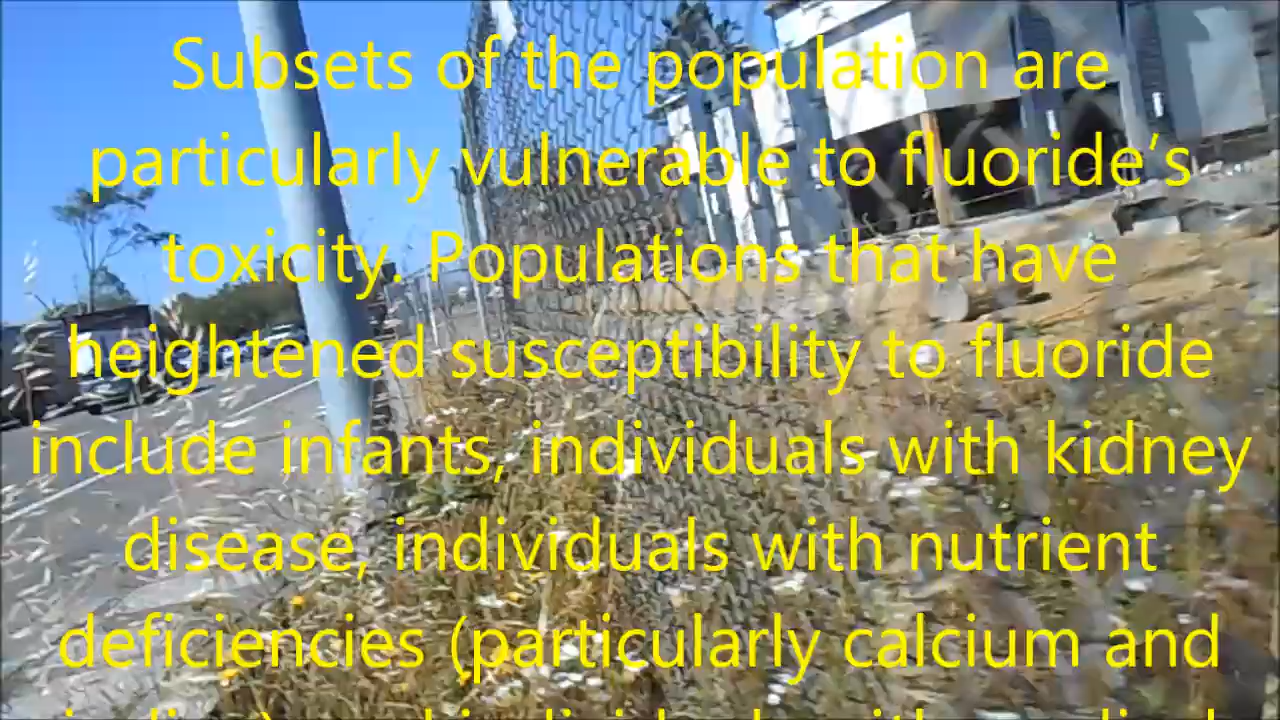 Subsets of the population are
particularly vulnerable to fluoride's
toxicity. Populations that have
heightened susceptibility to fluoride
include infants, individuals with kidney
disease, individuals with nutrient
deficiencies (particularly calcium and